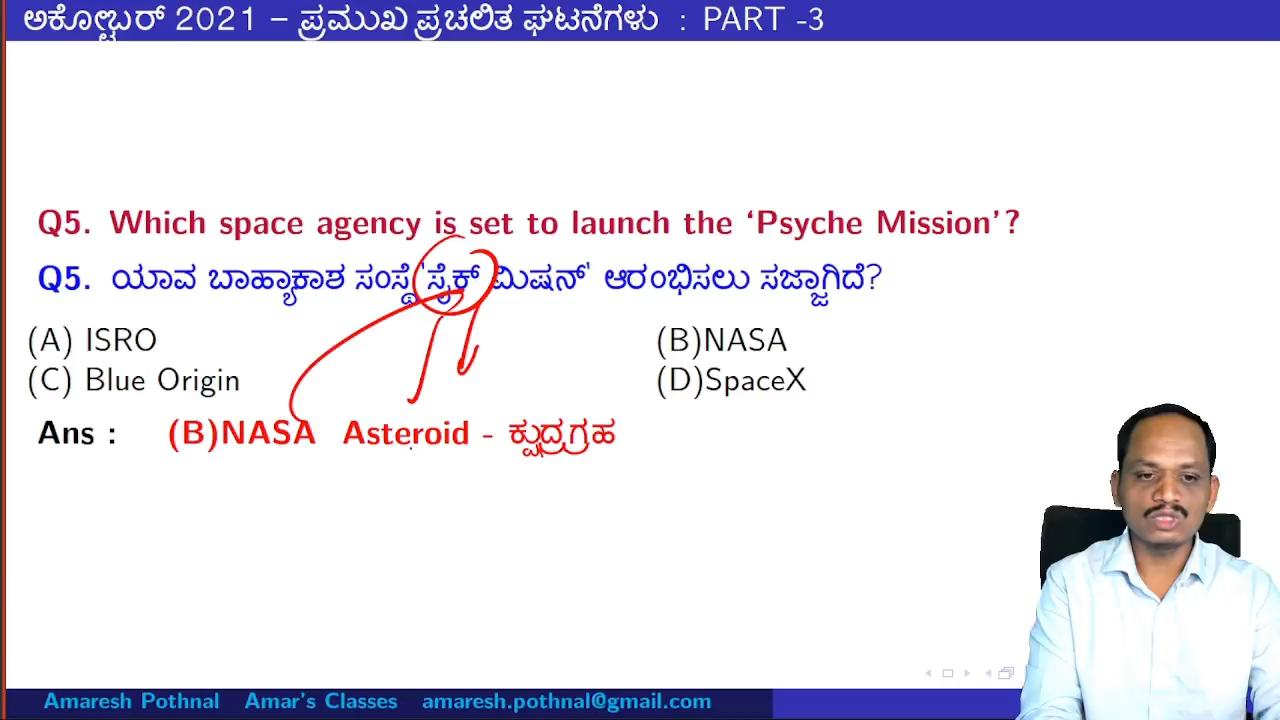 ಅಕ್ಟೋಬರ್ 2021 – ಪ್ರಮುಖ ಪ್ರಚಲಿತ ಘಟನೆಗಳು : PART -3
Q5. Which space agency is set to launch the ‘Psyche Mission’?
Q5. ಯಾವ ಬಾಹ್ಯಾಕಾಶ ಸಂಸ್ಥೆ 'ಸೈಕ್ ಮಿಷನ್' ಆರಂಭಿಸಲು ಸಜ್ಜಾಗಿದೆ?
(A) ISRO (B)NASA
(C) Blue Origin (D)SpaceX
Ans : (B)NASA Asteroid - ಕ್ಷುದ್ರಗ್ರಹ
Amaresh Pothnal Amar's Classes amaresh.pothnal@gmail.com